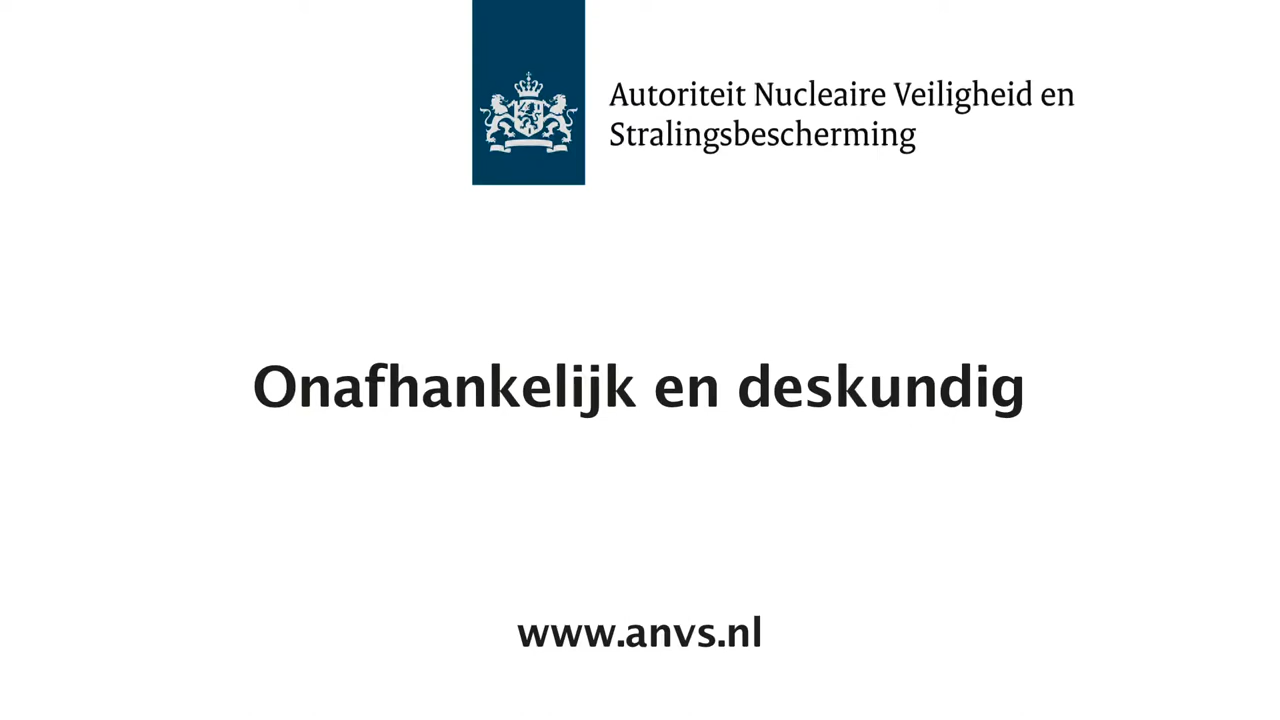 Autoriteit Nucleaire Veiligheid en
Stralingsbescherming
Onafhankelijk en deskundig
www.anvs.nl